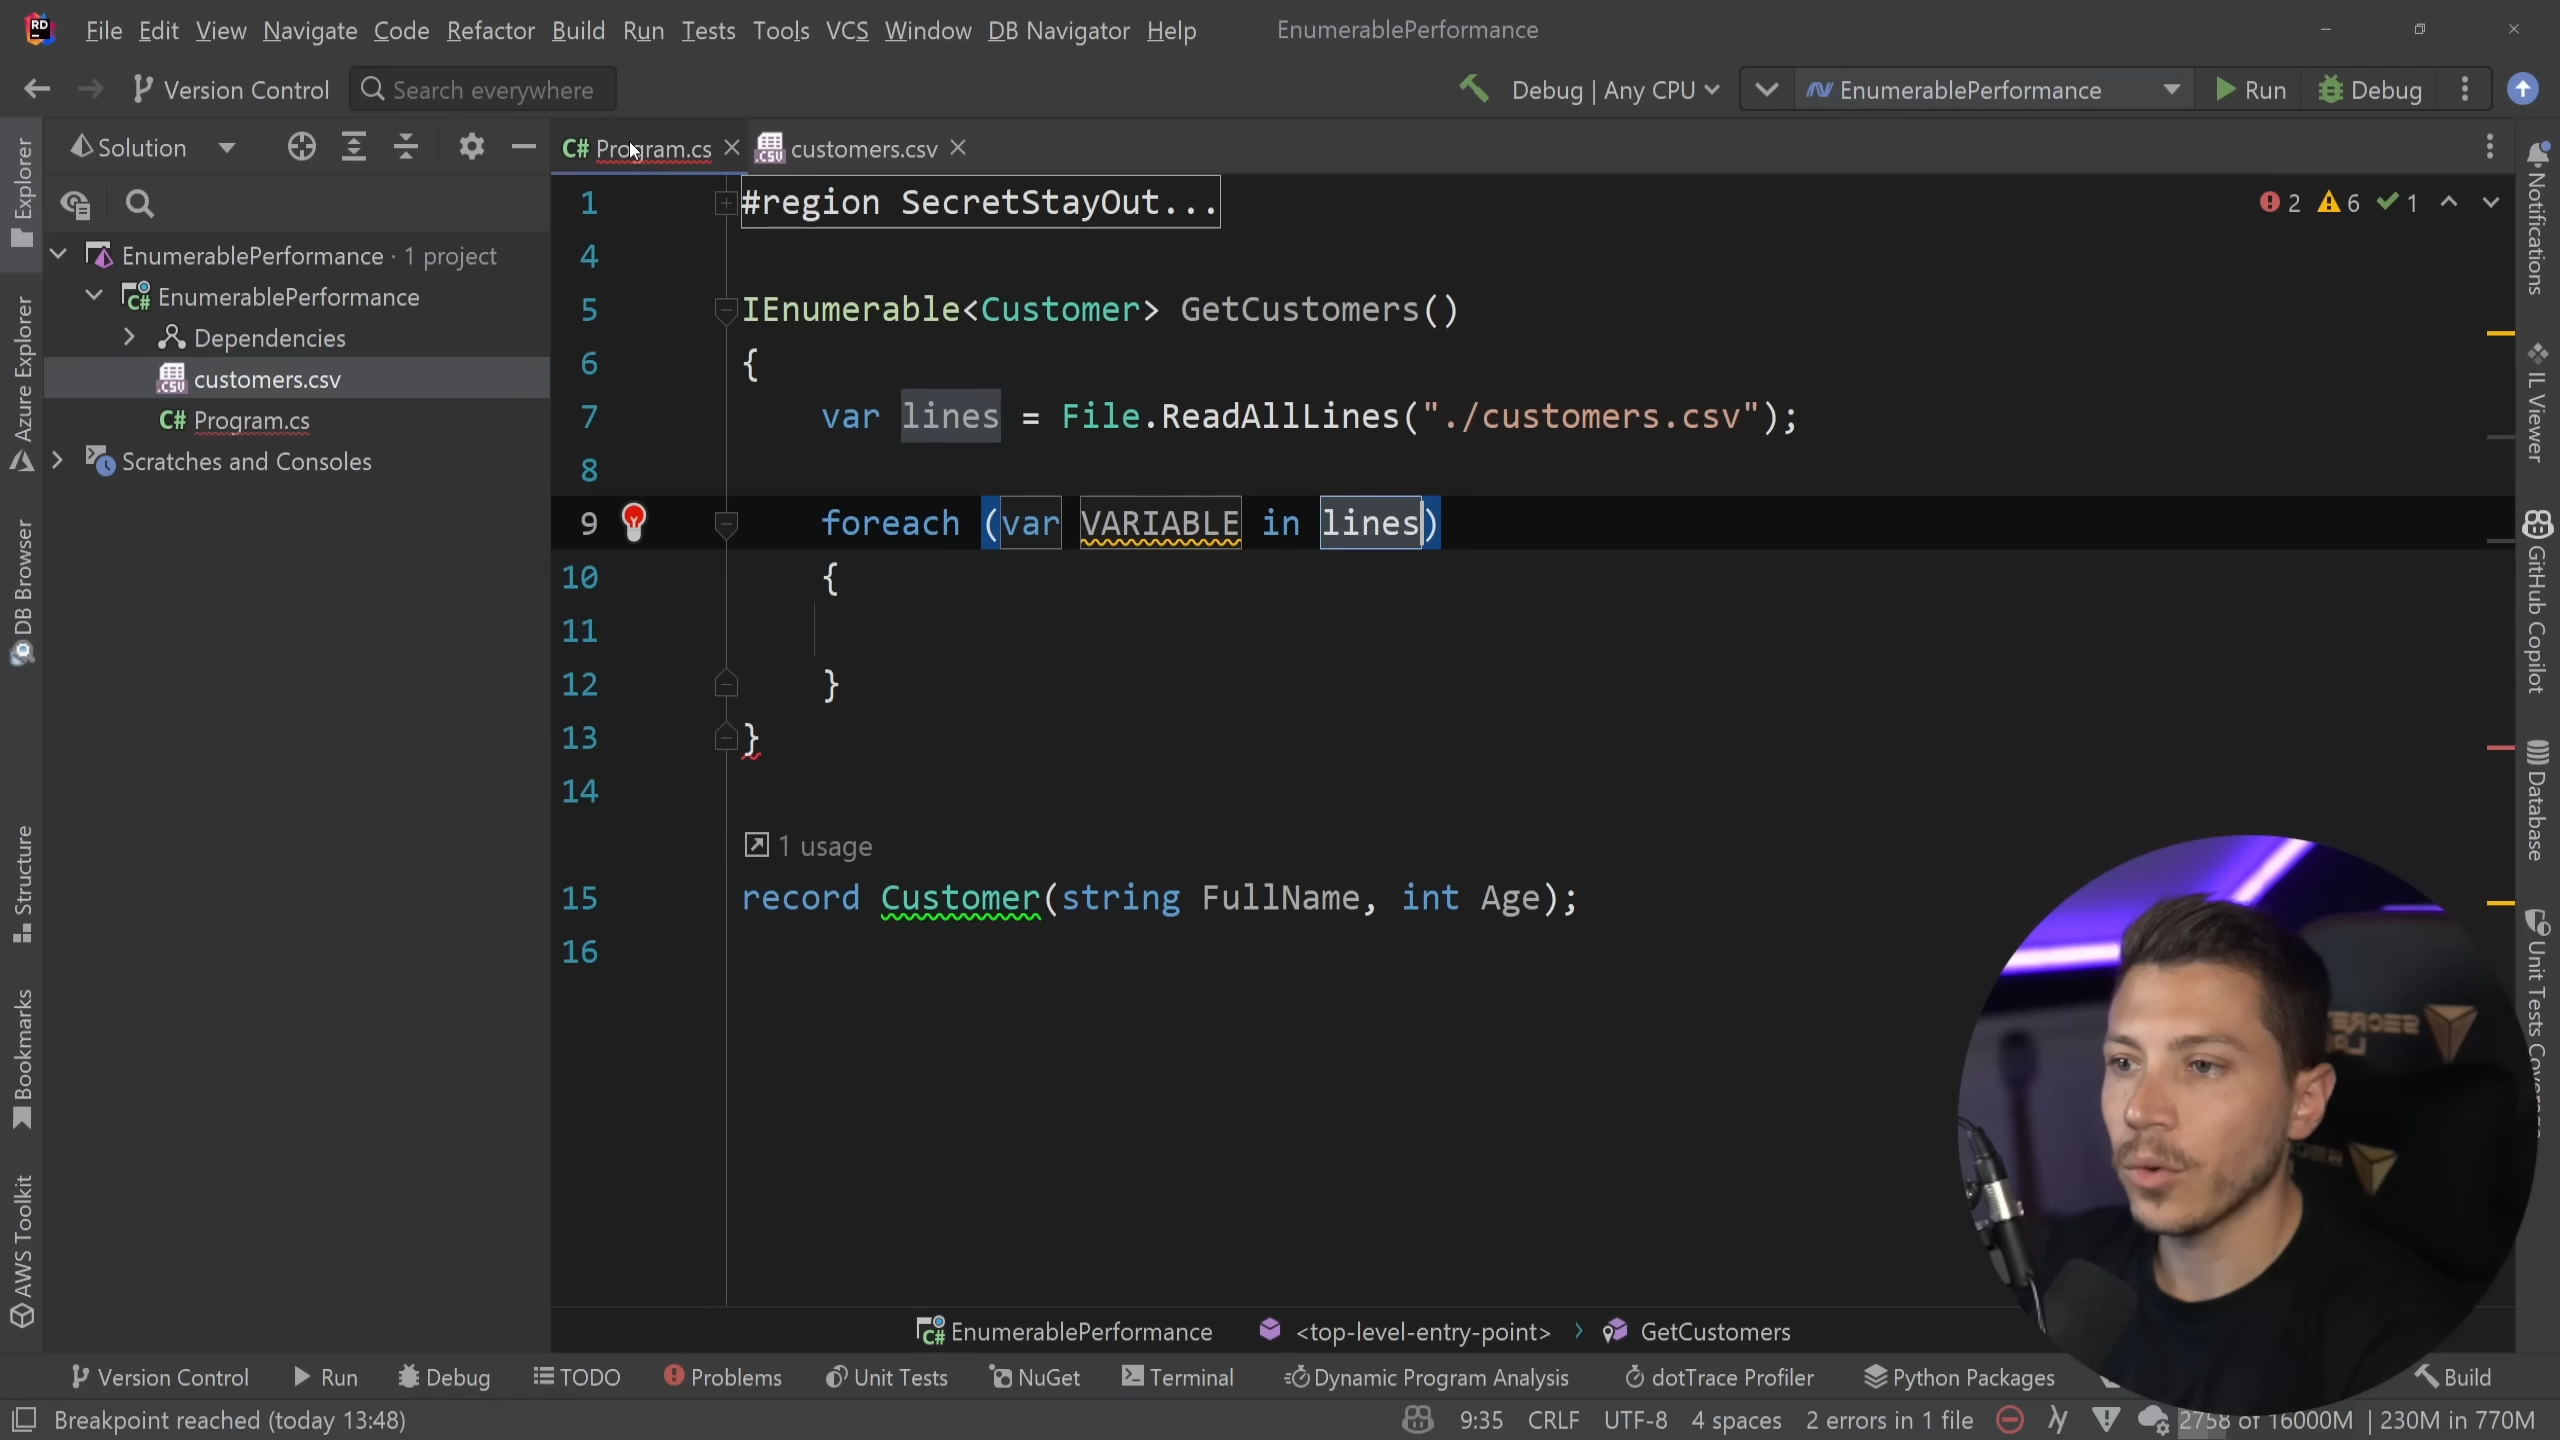 File Edit View Navigate Code Refactor Build Run Tests Tools VCS Window DB Navigator Help EnumerablePerformance
Version Control Search everywhere Debug | Any CPU EnumerablePerformance Run Debug
Solution
C# Program.cs customers.csv
EnumerablePerformance · 1 project
EnumerablePerformance
Dependencies
customers.csv
C# Program.cs
Scratches and Consoles
Explorer
Azure Explorer
DB Browser
Structure
Bookmarks
AWS Toolkit
1 #region SecretStayOut...
2 6 1
4
5 IEnumerable<Customer> GetCustomers()
6 {
7 var lines = File.ReadAllLines("./customers.csv");
8
9 foreach (var VARIABLE in lines)
10 {
11
12 }
13 }
14
1 usage
15 record Customer(string FullName, int Age);
16
Notifications
IL Viewer
GitHub Copilot
Database
Unit Tests Coverage
EnumerablePerformance <top-level-entry-point> › GetCustomers
Version Control Run Debug TODO Problems Unit Tests NuGet Terminal Dynamic Program Analysis dotTrace Profiler Python Packages Build
Breakpoint reached (today 13:48) 9:35 CRLF UTF-8 4 spaces 2 errors in 1 file 2758 of 16000M | 230M in 770M